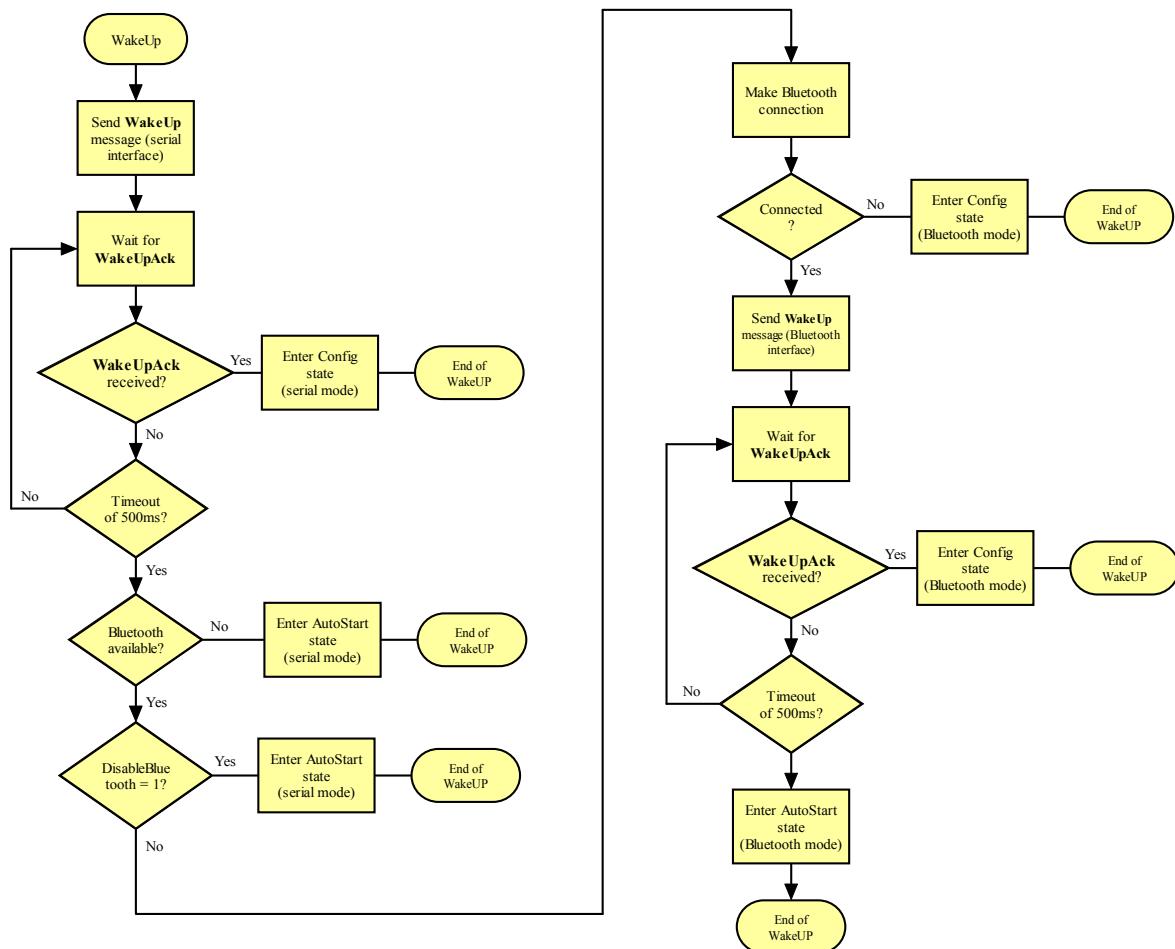 WakeUp
Send WakeUp
message (serial
interface)
Wait for
WakeUpAck
WakeUpAck
received?
Yes
Enter Config
state
(serial mode)
End of
WakeUP
No
Timeout
of 500ms?
No
Yes
Bluetooth
available?
No
Enter AutoStart
state
(serial mode)
End of
WakeUP
Yes
DisableBlue
tooth = 1?
Yes
Enter AutoStart
state
(serial mode)
End of
WakeUP
No
Make Bluetooth
connection
Connected
?
No
Enter Config
state
(Bluetooth mode)
End of
WakeUP
Yes
Send WakeUp
message (Bluetooth
interface)
Wait for
WakeUpAck
WakeUpAck
received?
Yes
Enter Config
state
(Bluetooth mode)
End of
WakeUP
No
Timeout
of 500ms?
No
Enter AutoStart
state
(Bluetooth mode)
End of
WakeUP